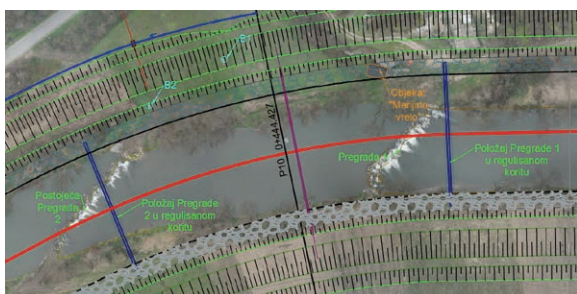 B1
B2
Objekat
"Marijino
vrelo"
P10 0+444.427
Pregrada 1
Položaj Pregrade 1
u regulisanom
koritu
Postojeća
Pregrada
2
Položaj Pregrade
2 u regulisanom
koritu